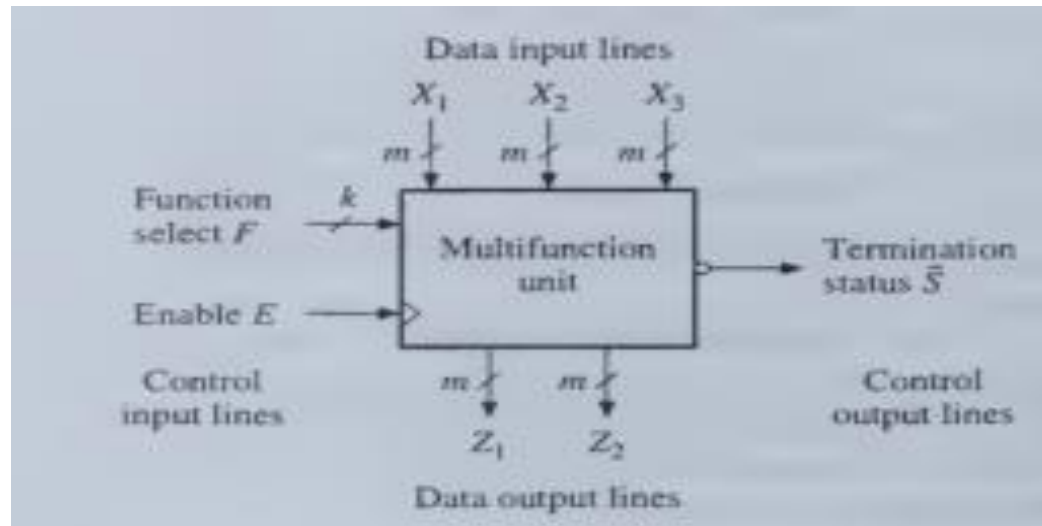 Data input lines
X₁ X₂ X₃
m m m
Function
select F
k
Multifunction
unit
Termination
status S̄
Enable E
Control
input lines
m m
Control
output lines
Z₁ Z₂
Data output lines